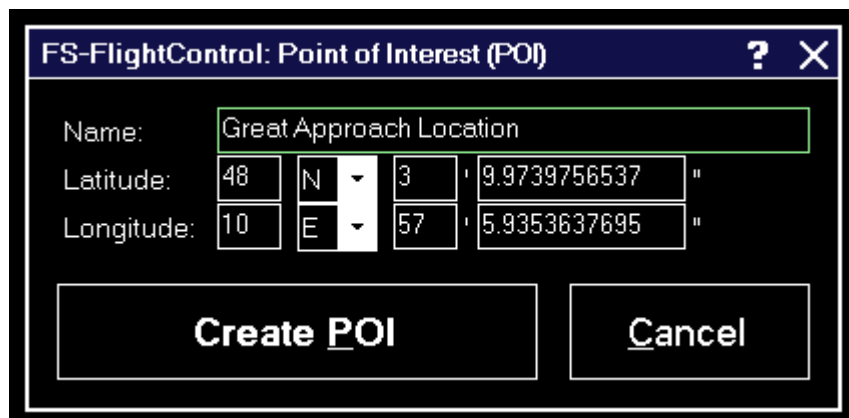 FS-FlightControl: Point of Interest (POI) ? X
Name: Great Approach Location
Latitude: 48 N 3 ' 9.9739756537 "
Longitude: 10 E 57 ' 5.9353637695 "
Create POI Cancel